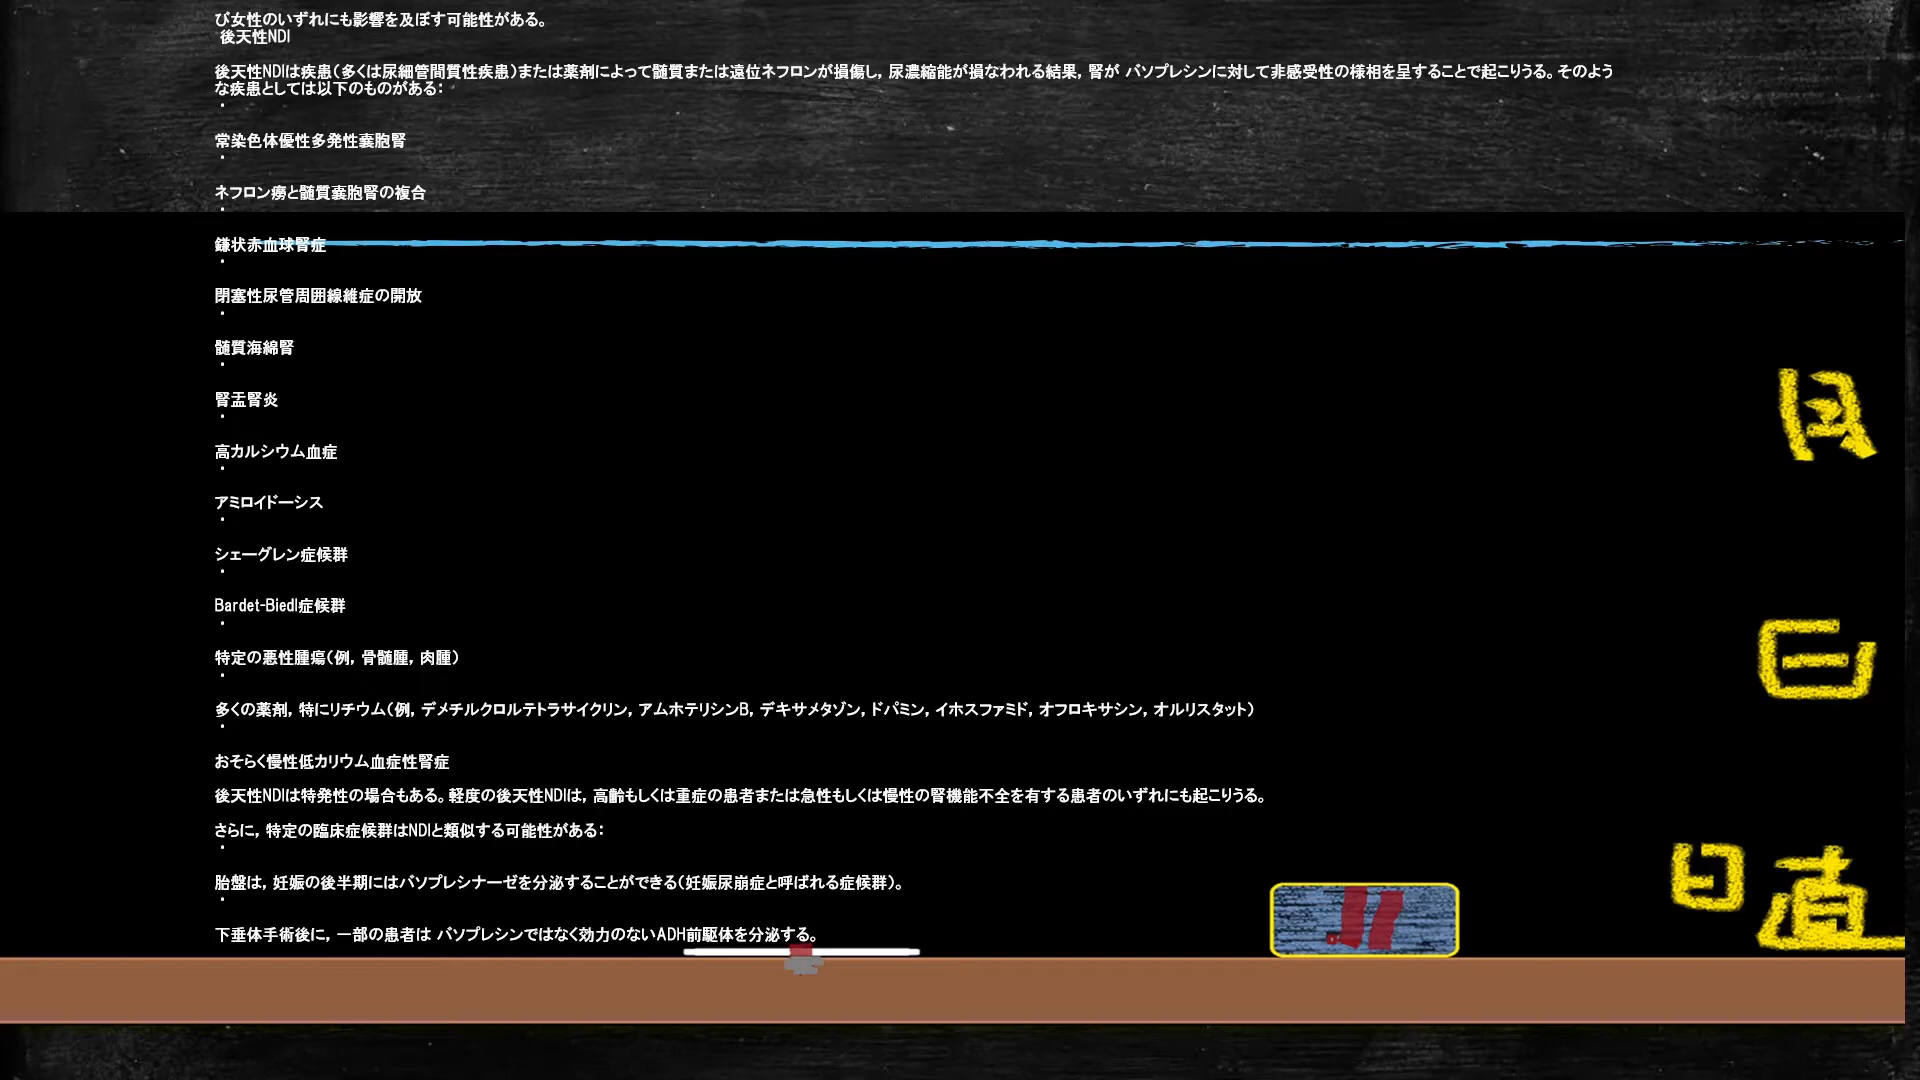 び女性のいずれにも影響を及ぼす可能性がある。
後天性NDI
後天性NDIは疾患（多くは尿細管間質性疾患）または薬剤によって髄質または遠位ネフロンが損傷し，尿濃縮能が損なわれる結果，腎が バソプレシンに対して非感受性の様相を呈することで起こりうる。そのよう
な疾患としては以下のものがある：
・
常染色体優性多発性嚢胞腎
・
ネフロン癆と髄質嚢胞腎の複合
・
鎌状赤血球腎症
・
閉塞性尿管周囲線維症の開放
・
髄質海綿腎
・
腎盂腎炎
・
高カルシウム血症
・
アミロイドーシス
・
シェーグレン症候群
・
Bardet-Biedl症候群
・
特定の悪性腫瘍（例，骨髄腫，肉腫）
・
多くの薬剤，特にリチウム（例，デメチルクロルテトラサイクリン，アムホテリシンB，デキサメタゾン，ドパミン，イホスファミド，オフロキサシン，オルリスタット）
・
おそらく慢性低カリウム血症性腎症
後天性NDIは特発性の場合もある。軽度の後天性NDIは，高齢もしくは重症の患者または急性もしくは慢性の腎機能不全を有する患者のいずれにも起こりうる。
さらに，特定の臨床症候群はNDIと類似する可能性がある：
・
胎盤は，妊娠の後半期にはバソプレシナーゼを分泌することができる（妊娠尿崩症と呼ばれる症候群）。
・
下垂体手術後に，一部の患者は バソプレシンではなく効力のないADH前駆体を分泌する。
日直